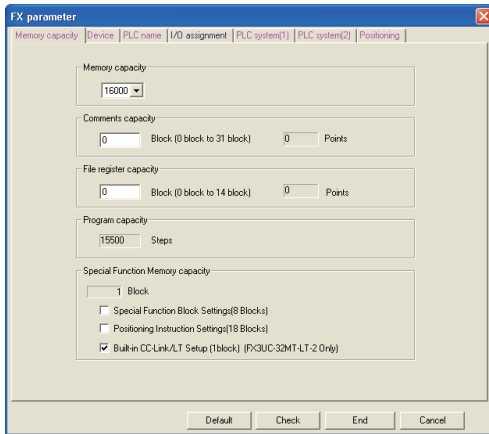 FX parameter
Memory capacity Device PLC name I/O assignment PLC system(1) PLC system(2) Positioning
Memory capacity
16000
Comments capacity
0 Block (0 block to 31 block) 0 Points
File register capacity
0 Block (0 block to 14 block) 0 Points
Program capacity
15500 Steps
Special Function Memory capacity
1 Block
Special Function Block Settings(8 Blocks)
Positioning Instruction Settings(18 Blocks)
Built-in CC-Link/LT Setup (1block) (FX3UC-32MT-LT-2 Only)
Default Check End Cancel